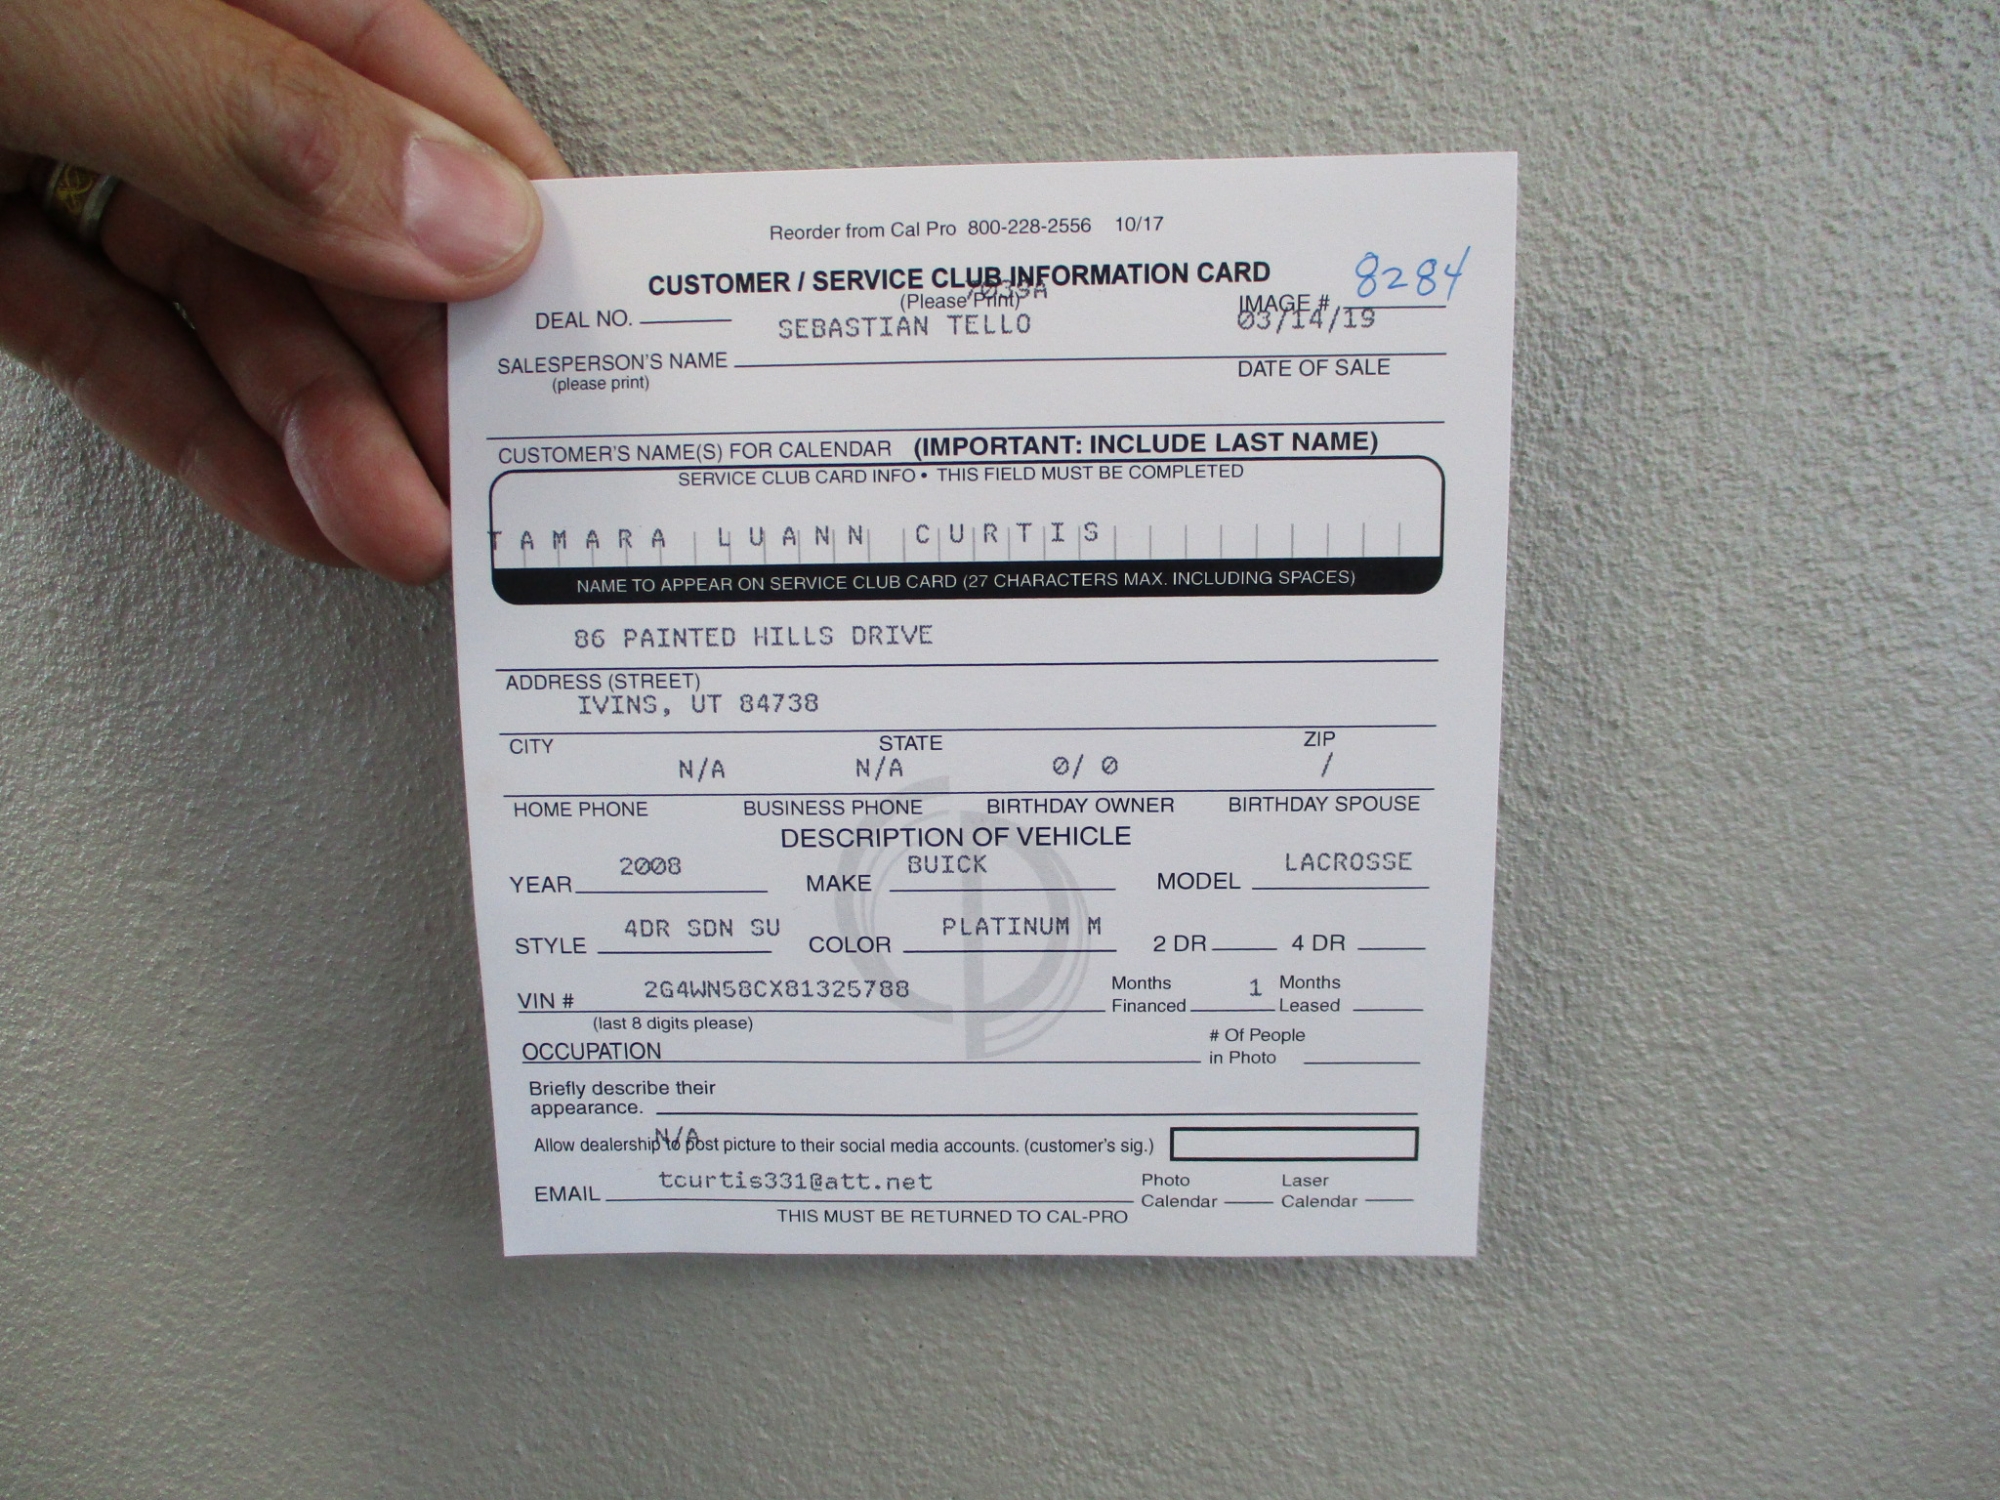 Reorder from Cal Pro 800-228-2556 10/17
CUSTOMER / SERVICE CLUB INFORMATION CARD
8284
(Please Print)
IMAGE #
DEAL NO.
SEBASTIAN TELLO
03/14/19
SALESPERSON'S NAME
DATE OF SALE
(please print)
CUSTOMER'S NAME(S) FOR CALENDAR (IMPORTANT: INCLUDE LAST NAME)
SERVICE CLUB CARD INFO • THIS FIELD MUST BE COMPLETED
TAMARA LUANN CURTIS
NAME TO APPEAR ON SERVICE CLUB CARD (27 CHARACTERS MAX. INCLUDING SPACES)
86 PAINTED HILLS DRIVE
ADDRESS (STREET)
IVINS, UT 84738
CITY STATE ZIP
N/A N/A 0/ 0 /
HOME PHONE BUSINESS PHONE BIRTHDAY OWNER BIRTHDAY SPOUSE
DESCRIPTION OF VEHICLE
YEAR 2008 MAKE BUICK MODEL LACROSSE
STYLE 4DR SDN SU COLOR PLATINUM M 2 DR 4 DR
VIN # 2G4WN58CX81325788 Months Financed 1 Months Leased
(last 8 digits please)
OCCUPATION # Of People in Photo
Briefly describe their
appearance.
N/A
Allow dealership to post picture to their social media accounts. (customer's sig.)
EMAIL tcurtis331@att.net Photo Calendar Laser Calendar
THIS MUST BE RETURNED TO CAL-PRO